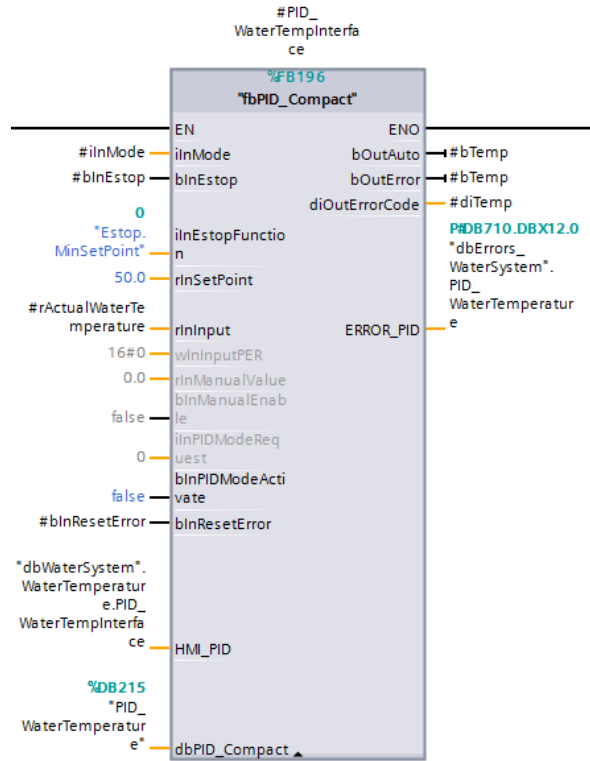 #PID_
WaterTempInterfa
ce
%FB196
"fbPID_Compact"
EN
ENO
#iInMode
iInMode
bOutAuto
#bTemp
#bInEstop
bInEstop
bOutError
#bTemp
diOutErrorCode
#diTemp
0
"Estop.
MinSetPoint"
iInEstopFunctio
n
50.0
rInSetPoint
#rActualWaterTe
mperature
rInInput
P#DB710.DBX12.0
"dbErrors_
WaterSystem".
PID_
WaterTemperatur
e
ERROR_PID
16#0
wInInputPER
0.0
rInManualValue
false
bInManualEnab
le
0
iInPIDModeReq
uest
false
bInPIDModeActi
vate
#bInResetError
bInResetError
"dbWaterSystem".
WaterTemperatur
e.PID_
WaterTempInterfa
ce
HMI_PID
%DB215
"PID_
WaterTemperatur
e"
dbPID_Compact